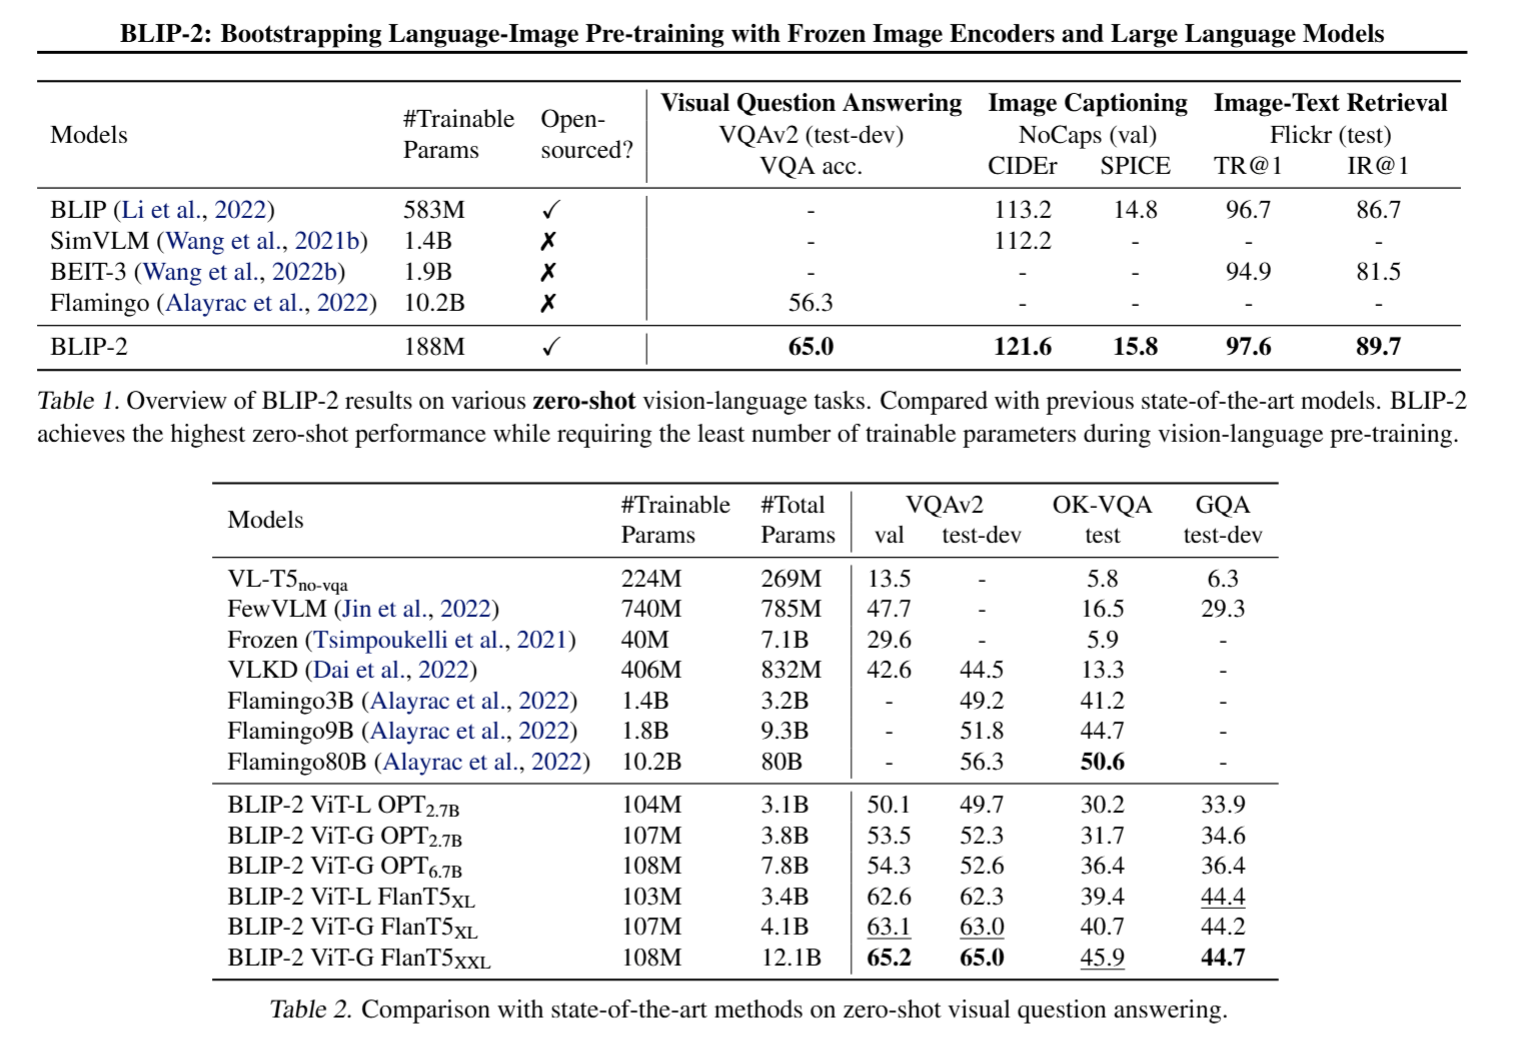 BLIP-2: Bootstrapping Language-Image Pre-training with Frozen Image Encoders and Large Language Models
Models #Trainable Params Open-sourced? Visual Question Answering Image Captioning Image-Text Retrieval
VQAv2 (test-dev) NoCaps (val) Flickr (test)
VQA acc. CIDEr SPICE TR@1 IR@1
BLIP (Li et al., 2022) 583M ✓ - 113.2 14.8 96.7 86.7
SimVLM (Wang et al., 2021b) 1.4B ✗ - 112.2 - - -
BEIT-3 (Wang et al., 2022b) 1.9B ✗ - - - 94.9 81.5
Flamingo (Alayrac et al., 2022) 10.2B ✗ 56.3 - - - -
BLIP-2 188M ✓ 65.0 121.6 15.8 97.6 89.7
Table 1. Overview of BLIP-2 results on various zero-shot vision-language tasks. Compared with previous state-of-the-art models. BLIP-2
achieves the highest zero-shot performance while requiring the least number of trainable parameters during vision-language pre-training.
Models #Trainable Params #Total Params VQAv2 OK-VQA GQA
val test-dev test test-dev
VL-T5no-vqa 224M 269M 13.5 - 5.8 6.3
FewVLM (Jin et al., 2022) 740M 785M 47.7 - 16.5 29.3
Frozen (Tsimpoukelli et al., 2021) 40M 7.1B 29.6 - 5.9 -
VLKD (Dai et al., 2022) 406M 832M 42.6 44.5 13.3 -
Flamingo3B (Alayrac et al., 2022) 1.4B 3.2B - 49.2 41.2 -
Flamingo9B (Alayrac et al., 2022) 1.8B 9.3B - 51.8 44.7 -
Flamingo80B (Alayrac et al., 2022) 10.2B 80B - 56.3 50.6 -
BLIP-2 ViT-L OPT2.7B 104M 3.1B 50.1 49.7 30.2 33.9
BLIP-2 ViT-G OPT2.7B 107M 3.8B 53.5 52.3 31.7 34.6
BLIP-2 ViT-G OPT6.7B 108M 7.8B 54.3 52.6 36.4 36.4
BLIP-2 ViT-L FlanT5XL 103M 3.4B 62.6 62.3 39.4 44.4
BLIP-2 ViT-G FlanT5XL 107M 4.1B 63.1 63.0 40.7 44.2
BLIP-2 ViT-G FlanT5XXL 108M 12.1B 65.2 65.0 45.9 44.7
Table 2. Comparison with state-of-the-art methods on zero-shot visual question answering.